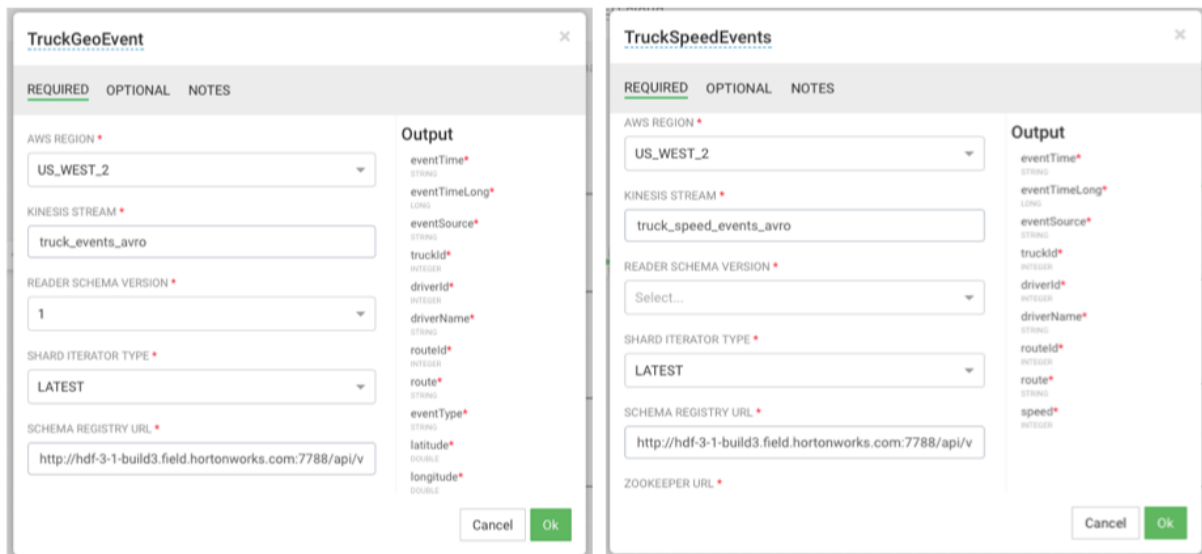 TruckGeoEvent
×
REQUIRED OPTIONAL NOTES
AWS REGION *
US_WEST_2
KINESIS STREAM *
truck_events_avro
READER SCHEMA VERSION *
1
SHARD ITERATOR TYPE *
LATEST
SCHEMA REGISTRY URL *
http://hdf-3-1-build3.field.hortonworks.com:7788/api/v
Output
eventTime*
STRING
eventTimeLong*
LONG
eventSource*
STRING
truckId*
INTEGER
driverId*
INTEGER
driverName*
STRING
routeId*
INTEGER
route*
STRING
eventType*
STRING
latitude*
DOUBLE
longitude*
DOUBLE
Cancel Ok
TruckSpeedEvents
×
REQUIRED OPTIONAL NOTES
AWS REGION *
US_WEST_2
KINESIS STREAM *
truck_speed_events_avro
READER SCHEMA VERSION *
Select...
SHARD ITERATOR TYPE *
LATEST
SCHEMA REGISTRY URL *
http://hdf-3-1-build3.field.hortonworks.com:7788/api/v
ZOOKEEPER URL *
Output
eventTime*
STRING
eventTimeLong*
LONG
eventSource*
STRING
truckId*
INTEGER
driverId*
INTEGER
driverName*
STRING
routeId*
INTEGER
route*
STRING
speed*
INTEGER
Cancel Ok